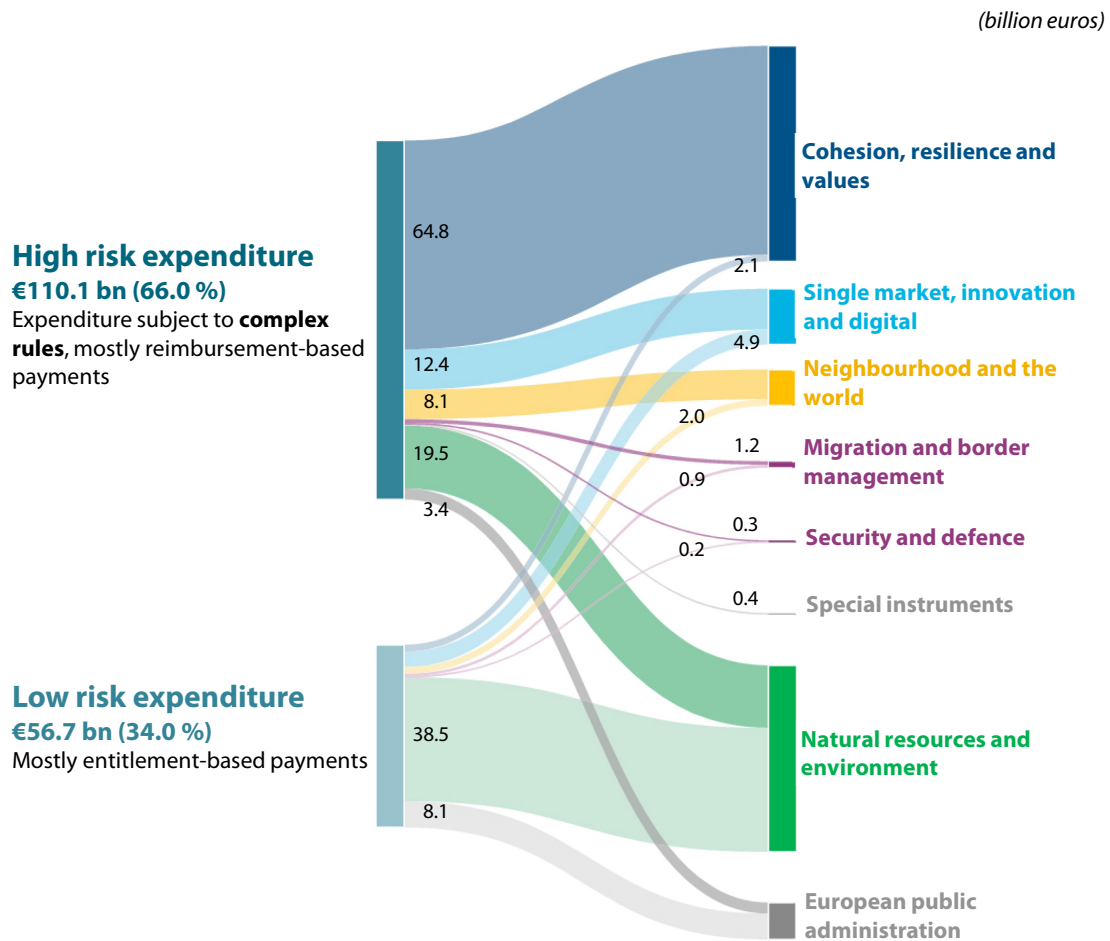 (billion euros)
High risk expenditure
€110.1 bn (66.0 %)
Expenditure subject to complex
rules, mostly reimbursement-based
payments
Low risk expenditure
€56.7 bn (34.0 %)
Mostly entitlement-based payments
64.8
12.4
8.1
19.5
3.4
38.5
8.1
2.1
4.9
2.0
1.2
0.9
0.3
0.2
0.4
Cohesion, resilience and
values
Single market, innovation
and digital
Neighbourhood and the
world
Migration and border
management
Security and defence
Special instruments
Natural resources and
environment
European public
administration